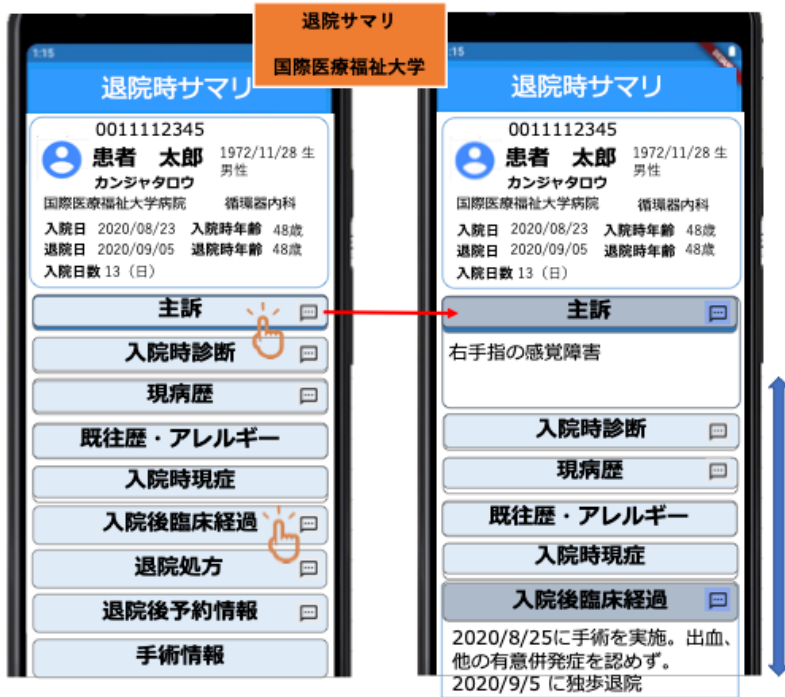 退院サマリ
国際医療福祉大学
1:15
退院時サマリ
0011112345
患者 太郎
1972/11/28 生
男性
カンジャタロウ
国際医療福祉大学病院 循環器内科
入院日 2020/08/23 入院時年齢 48歳
退院日 2020/09/05 退院時年齢 48歳
入院日数 13（日）
主訴
入院時診断
現病歴
既往歴・アレルギー
入院時現症
入院後臨床経過
退院処方
退院後予約情報
手術情報
:15
退院時サマリ
0011112345
患者 太郎
1972/11/28 生
男性
カンジャタロウ
国際医療福祉大学病院 循環器内科
入院日 2020/08/23 入院時年齢 48歳
退院日 2020/09/05 退院時年齢 48歳
入院日数 13（日）
主訴
右手指の感覚障害
入院時診断
現病歴
既往歴・アレルギー
入院時現症
入院後臨床経過
2020/8/25に手術を実施。出血、
他の有意併発症を認めず。
2020/9/5 に独歩退院